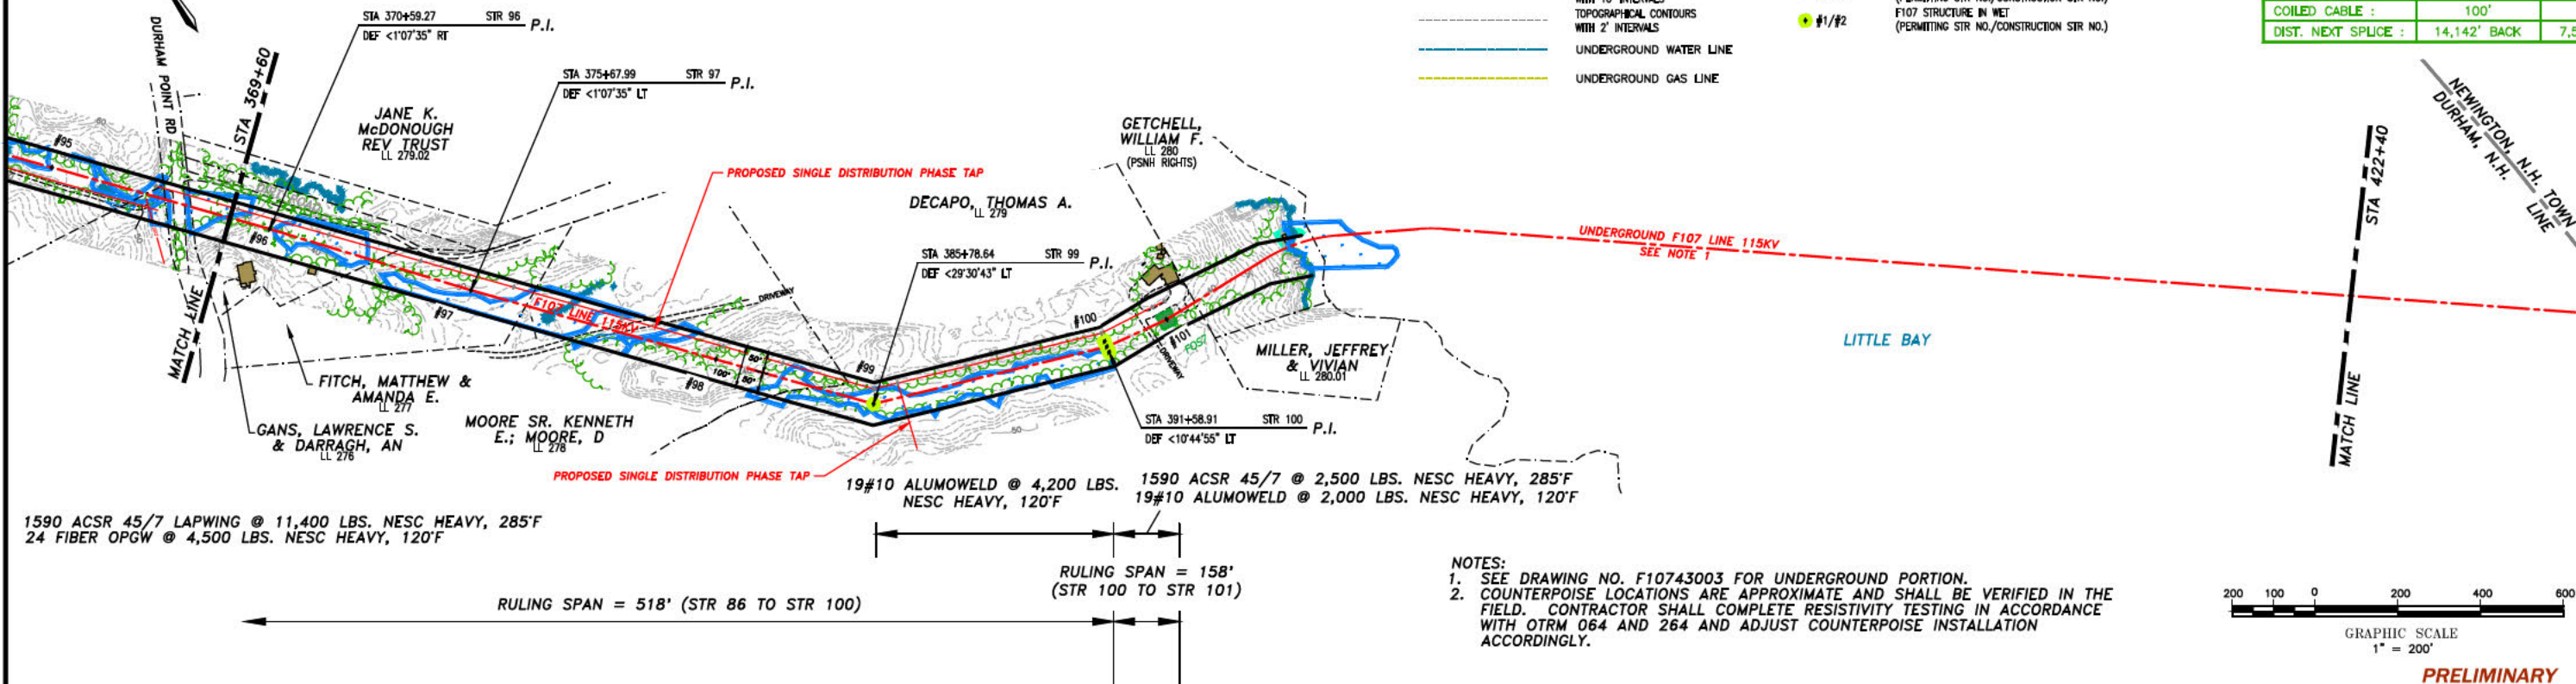 STA 370+59.27 STR 96
DEF <1°07'35" RT
P.I.
DURHAM POINT RD
STA 369+60
MATCH LINE
JANE K.
McDONOUGH
REV TRUST
LL 279.02
STA 375+67.99 STR 97
DEF <1°07'35" LT
P.I.
TOPOGRAPHICAL CONTOURS
WITH 2' INTERVALS
UNDERGROUND WATER LINE
UNDERGROUND GAS LINE
#1/#2
F107 STRUCTURE IN WET
(PERMITTING STR NO./CONSTRUCTION STR NO.)
COILED CABLE : 100'
DIST. NEXT SPLICE : 14,142' BACK 7,5
NEWINGTON, N.H. TOWN
DURHAM, N.H. LINE
STA 422+40
MATCH LINE
GETCHELL,
WILLIAM F.
LL 280
(PSNH RIGHTS)
PROPOSED SINGLE DISTRIBUTION PHASE TAP
DECAPO, THOMAS A.
LL 279
STA 385+78.64 STR 99
DEF <29°30'43" LT
P.I.
UNDERGROUND F107 LINE 115KV
SEE NOTE 1
LITTLE BAY
#95
#96
#97
#98
#99
#100
#101
F107 LINE 115KV
DRIVEWAY
DRIVEWAY
50'
100'
50'
MILLER, JEFFREY
& VIVIAN
LL 280.01
FITCH, MATTHEW &
AMANDA E.
LL 277
GANS, LAWRENCE S.
& DARRAGH, AN
LL 276
MOORE SR. KENNETH
E.; MOORE, D
LL 278
STA 391+58.91 STR 100
DEF <10°44'55" LT
P.I.
PROPOSED SINGLE DISTRIBUTION PHASE TAP
19#10 ALUMOWELD @ 4,200 LBS.
NESC HEAVY, 120°F
1590 ACSR 45/7 @ 2,500 LBS. NESC HEAVY, 285°F
19#10 ALUMOWELD @ 2,000 LBS. NESC HEAVY, 120°F
1590 ACSR 45/7 LAPWING @ 11,400 LBS. NESC HEAVY, 285°F
24 FIBER OPGW @ 4,500 LBS. NESC HEAVY, 120°F
RULING SPAN = 158'
(STR 100 TO STR 101)
RULING SPAN = 518' (STR 86 TO STR 100)
NOTES:
1. SEE DRAWING NO. F10743003 FOR UNDERGROUND PORTION.
2. COUNTERPOISE LOCATIONS ARE APPROXIMATE AND SHALL BE VERIFIED IN THE
FIELD. CONTRACTOR SHALL COMPLETE RESISTIVITY TESTING IN ACCORDANCE
WITH OTRM 064 AND 264 AND ADJUST COUNTERPOISE INSTALLATION
ACCORDINGLY.
200 100 0 200 400 600
GRAPHIC SCALE
1" = 200'
PRELIMINARY